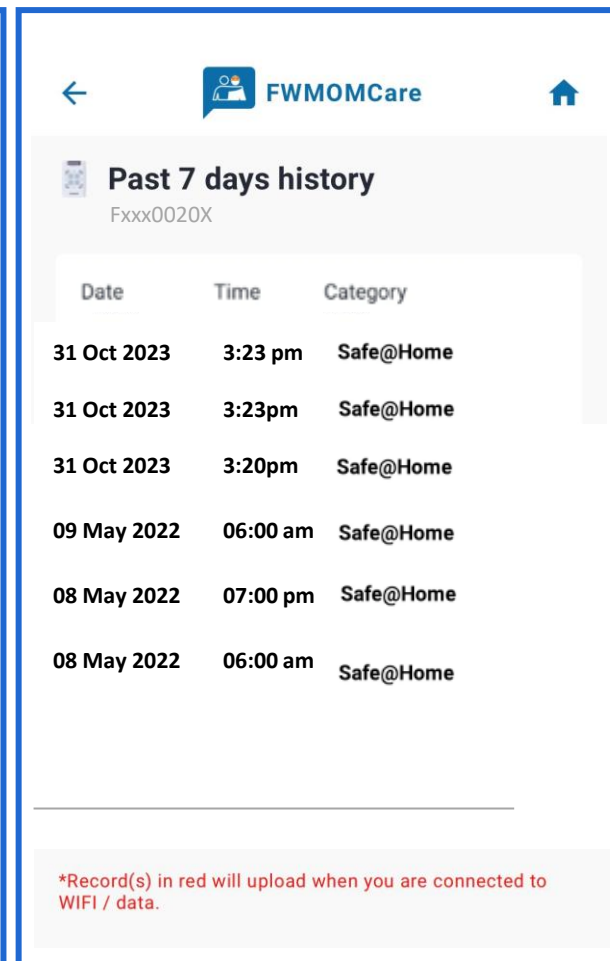 FWMOMCare
Past 7 days history
Fxxx0020X
Date Time Category
31 Oct 2023 3:23 pm Safe@Home
31 Oct 2023 3:23pm Safe@Home
31 Oct 2023 3:20pm Safe@Home
09 May 2022 06:00 am Safe@Home
08 May 2022 07:00 pm Safe@Home
08 May 2022 06:00 am Safe@Home
*Record(s) in red will upload when you are connected to
WIFI / data.